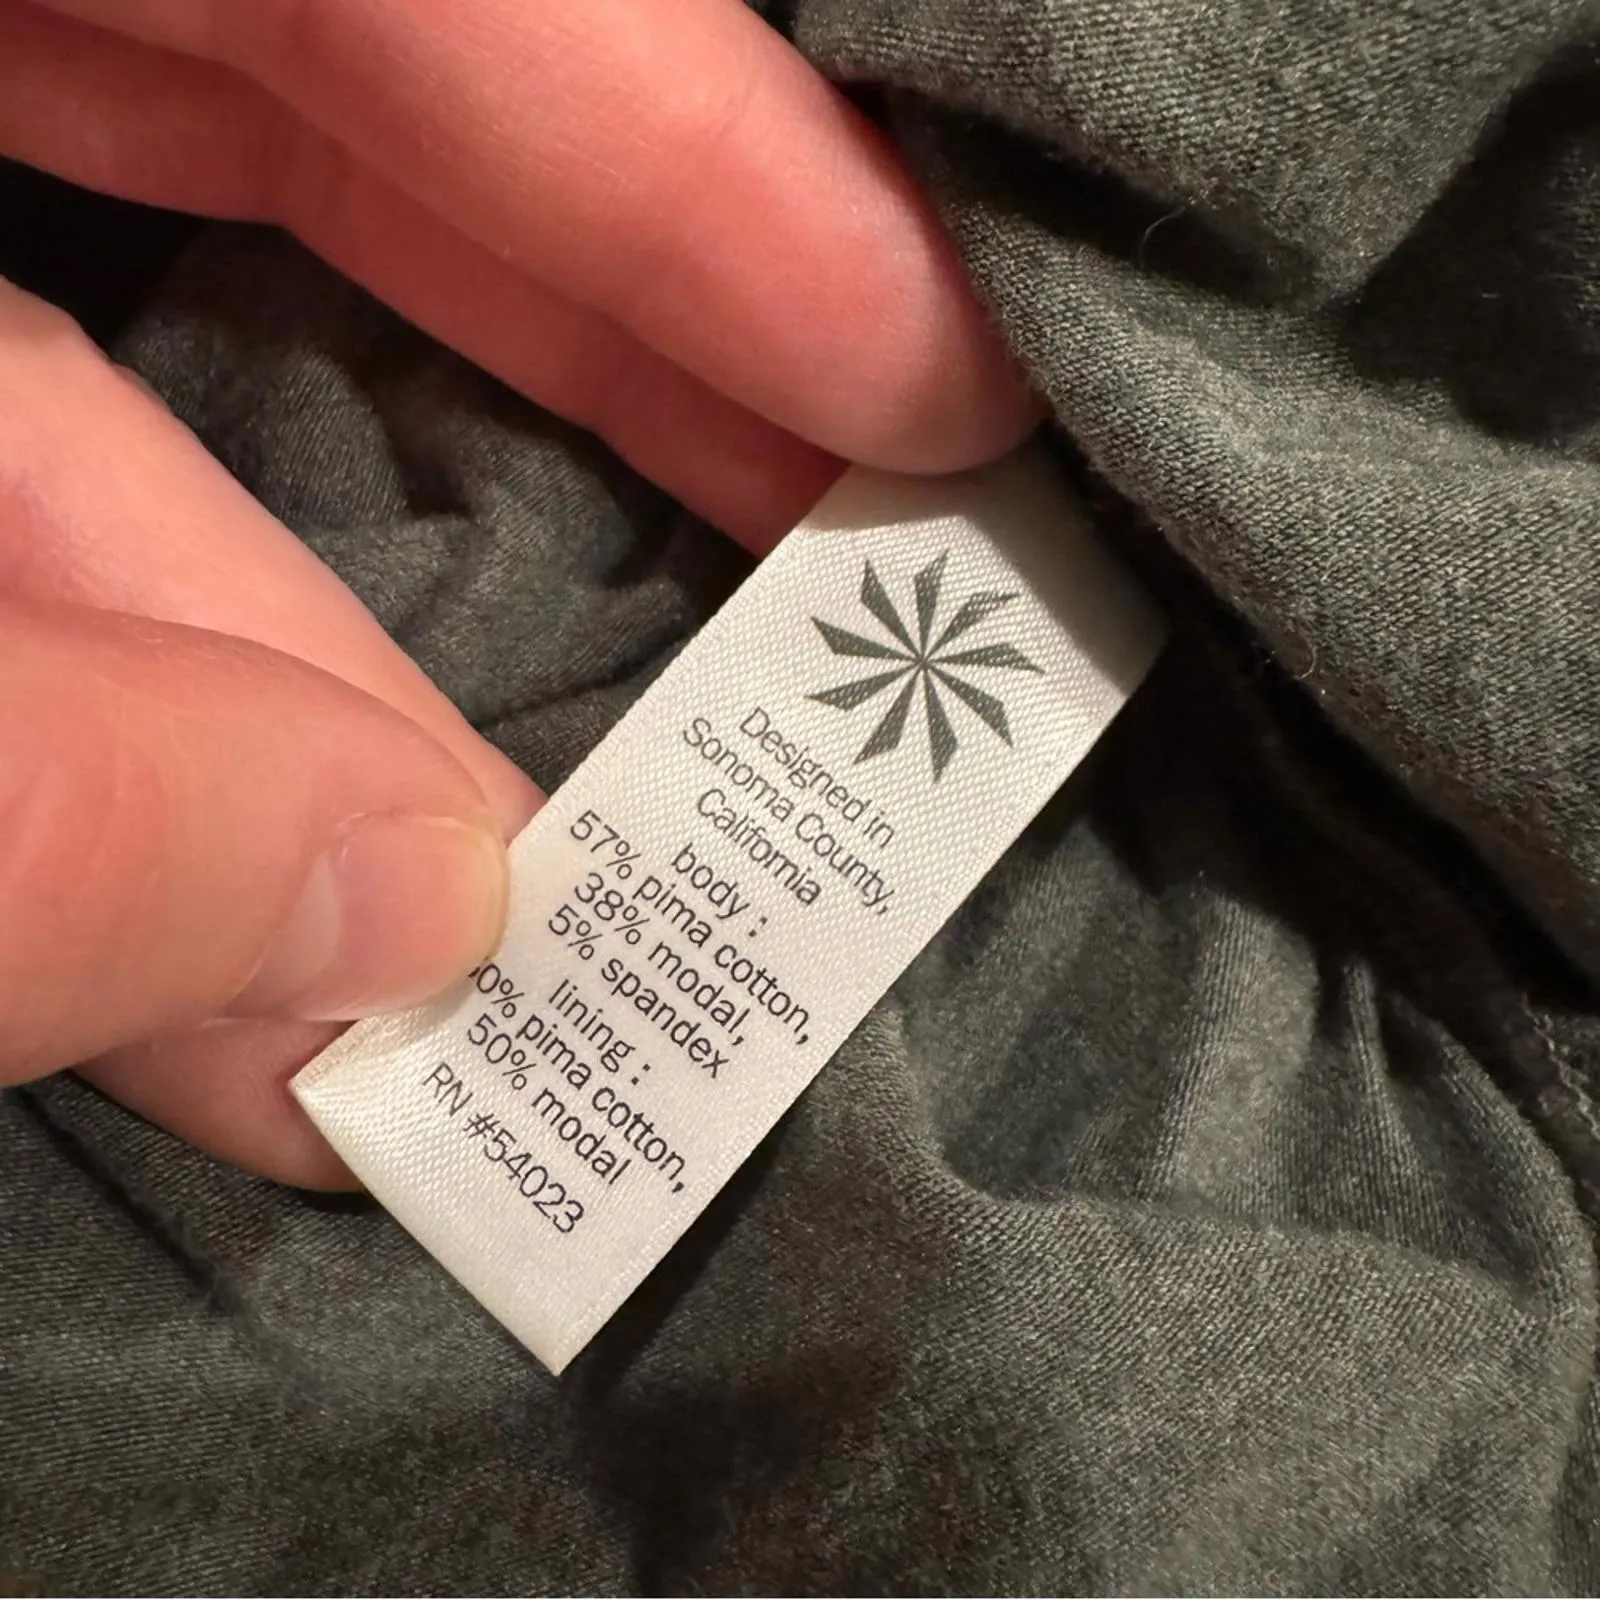 Designed in
Sonoma County,
California
body :
57% pima cotton,
38% modal,
5% spandex
lining :
pima cotton,
50% modal
RN #54023